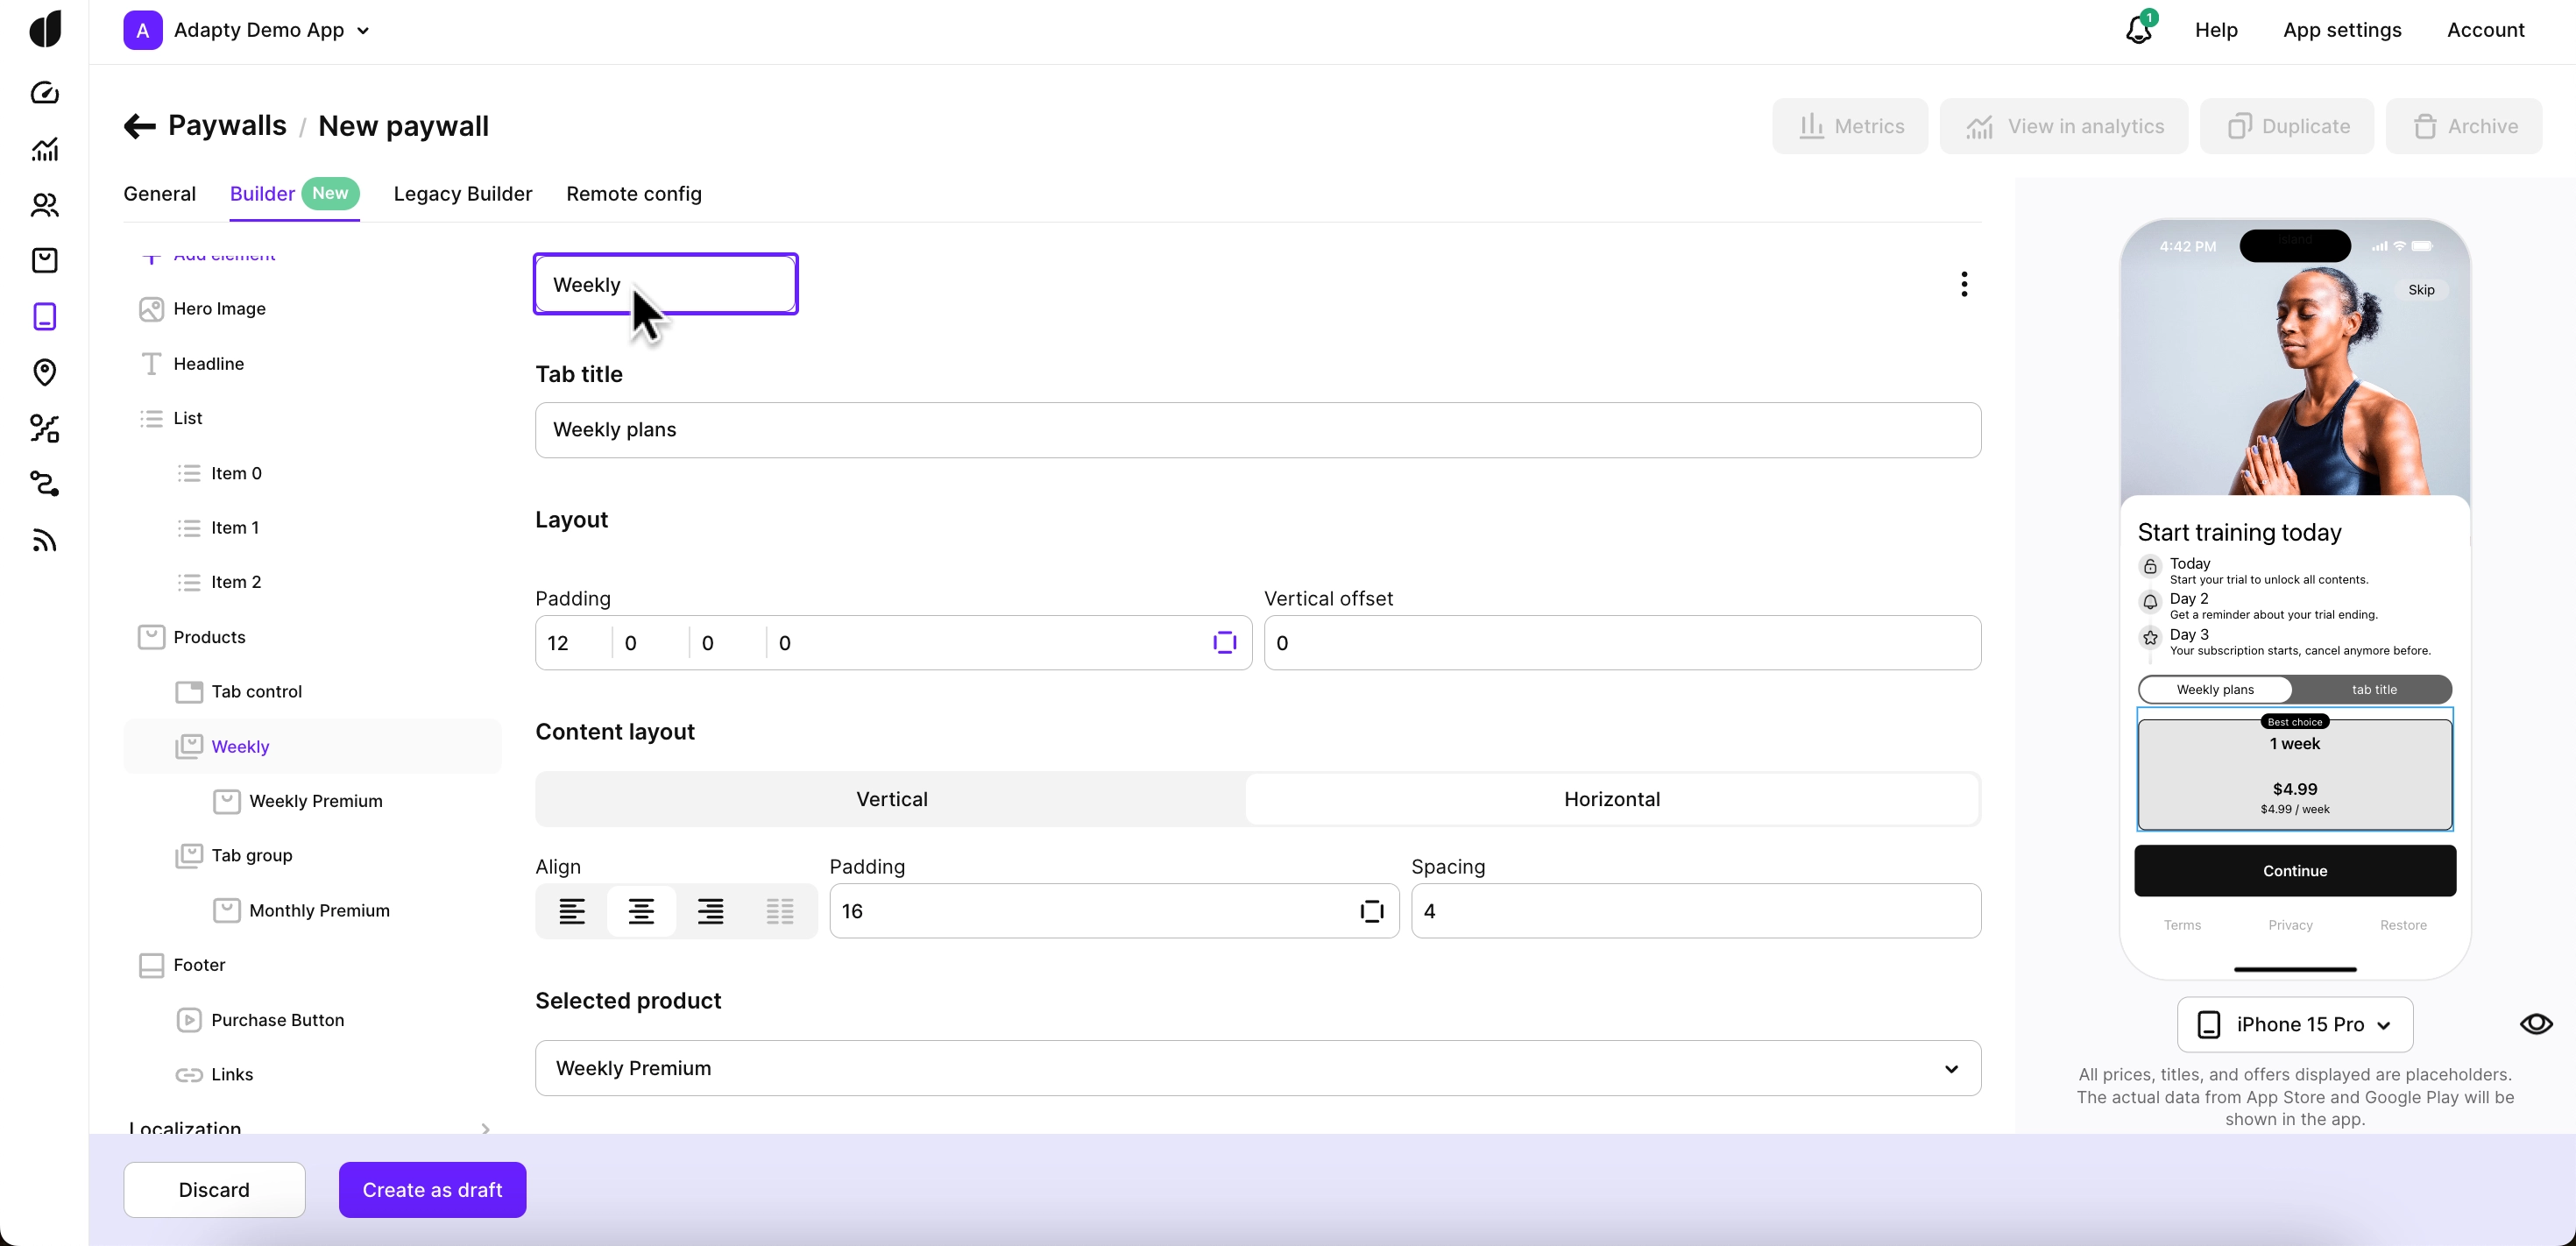 A
Adapty Demo App
1
Help
App settings
Account
Paywalls / New paywall
Metrics
View in analytics
Duplicate
Archive
General
Builder
New
Legacy Builder
Remote config
Add element
Hero Image
Headline
List
Item 0
Item 1
Item 2
Products
Tab control
Weekly
Weekly Premium
Tab group
Monthly Premium
Footer
Purchase Button
Links
Localization
Weekly
Tab title
Weekly plans
Layout
Padding
Vertical offset
12
0
0
0
0
Content layout
Vertical
Horizontal
Align
Padding
Spacing
16
4
Selected product
Weekly Premium
4:42 PM
island
Skip
Start training today
Today
Start your trial to unlock all contents.
Day 2
Get a reminder about your trial ending.
Day 3
Your subscription starts, cancel anymore before.
Weekly plans
tab title
Best choice
1 week
$4.99
$4.99 / week
Continue
Terms
Privacy
Restore
iPhone 15 Pro
All prices, titles, and offers displayed are placeholders.
The actual data from App Store and Google Play will be
shown in the app.
Discard
Create as draft